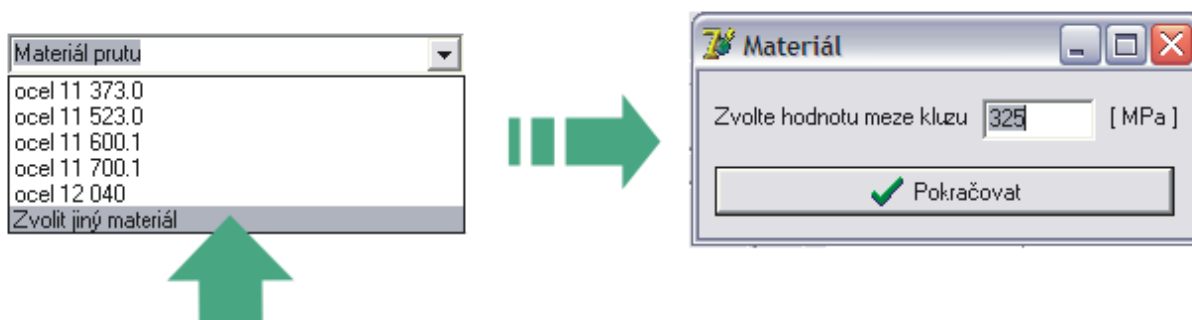 Materiál prutu
ocel 11 373.0
ocel 11 523.0
ocel 11 600.1
ocel 11 700.1
ocel 12 040
Zvolit jiný materiál
Materiál
Zvolte hodnotu meze kluzu 325 [ MPa ]
Pokračovat